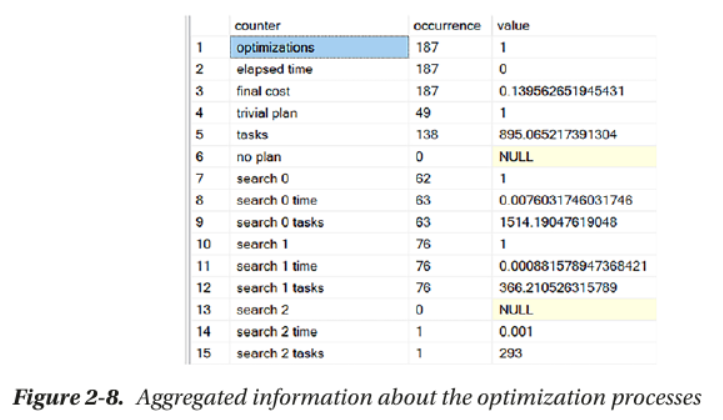 counter occurrence value
1 optimizations 187 1
2 elapsed time 187 0
3 final cost 187 0.139562651945431
4 trivial plan 49 1
5 tasks 138 895.065217391304
6 no plan 0 NULL
7 search 0 62 1
8 search 0 time 63 0.0076031746031746
9 search 0 tasks 63 1514.19047619048
10 search 1 76 1
11 search 1 time 76 0.000881578947368421
12 search 1 tasks 76 366.210526315789
13 search 2 0 NULL
14 search 2 time 1 0.001
15 search 2 tasks 1 293
Figure 2-8. Aggregated information about the optimization processes